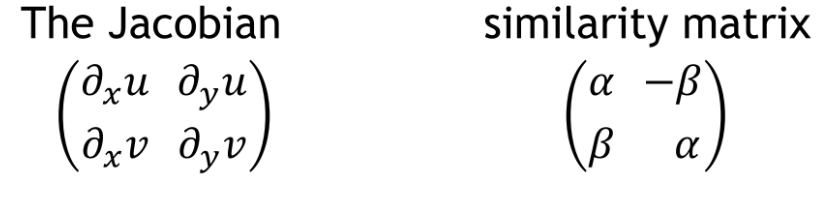 The Jacobian similarity matrix
(∂ₓu ∂ᵧu) (α −β)
(∂ₓv ∂ᵧv) (β α)